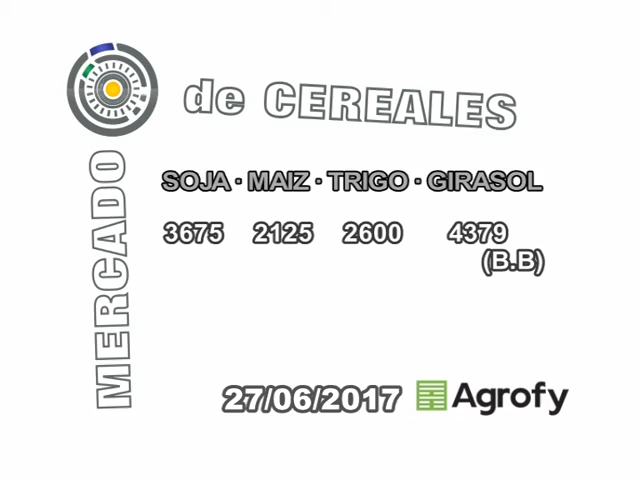 MERCADO
de CEREALES
SOJA · MAIZ · TRIGO · GIRASOL
3675 2125 2600 4379
(B.B)
27/06/2017 Agrofy